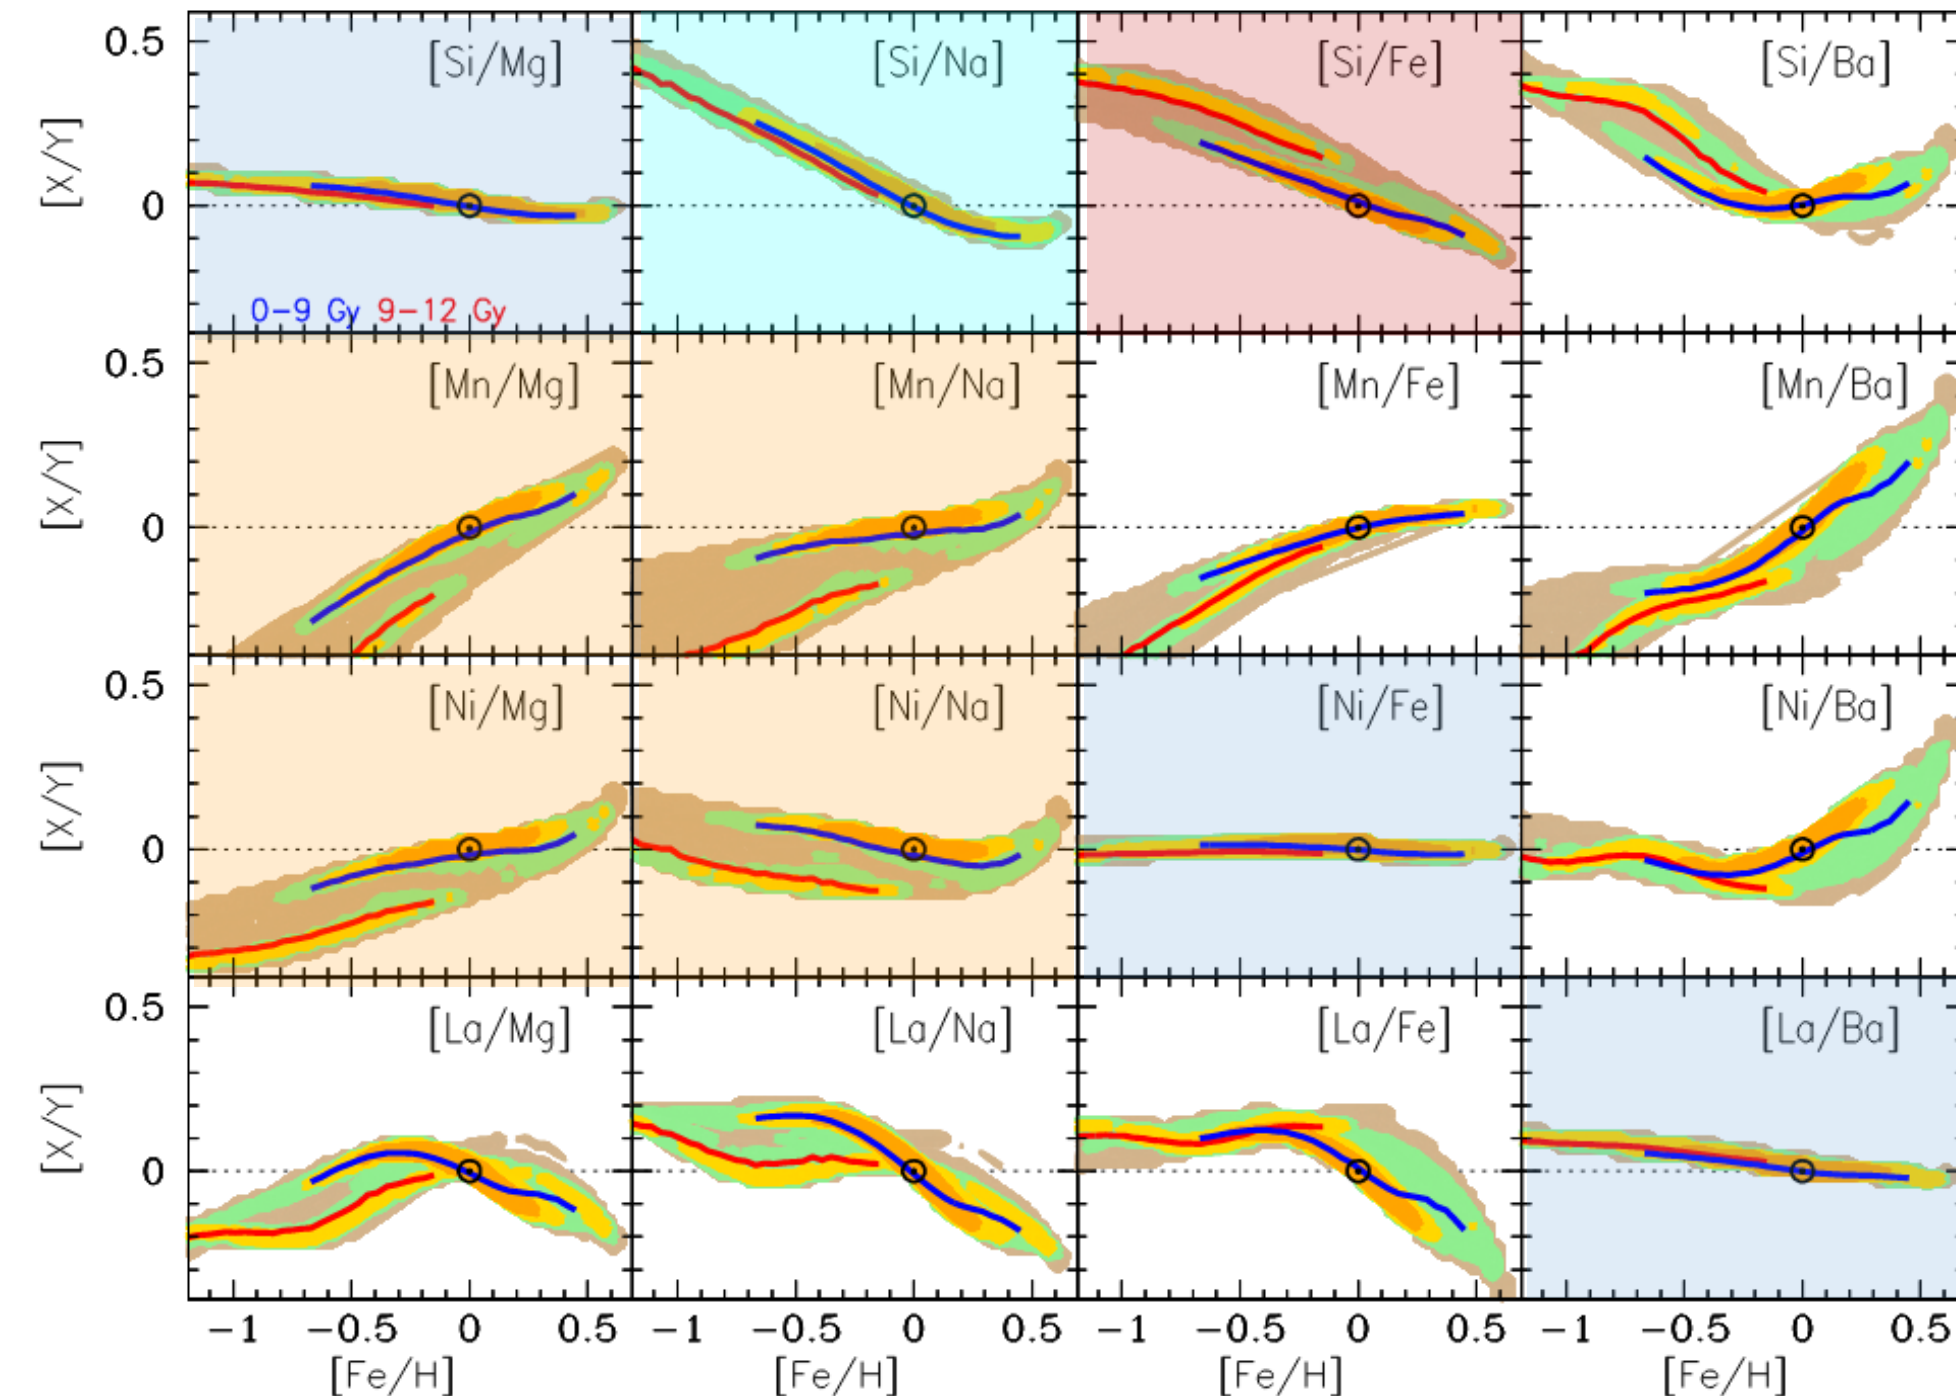 0.5 [Si/Mg] [Si/Na] [Si/Fe] [Si/Ba]
[X/Y]
0
0-9 Gy 9-12 Gy
0.5 [Mn/Mg] [Mn/Na] [Mn/Fe] [Mn/Ba]
[X/Y]
0
0.5 [Ni/Mg] [Ni/Na] [Ni/Fe] [Ni/Ba]
[X/Y]
0
0.5 [La/Mg] [La/Na] [La/Fe] [La/Ba]
[X/Y]
0
-1 -0.5 0 0.5 -1 -0.5 0 0.5 -1 -0.5 0 0.5 -1 -0.5 0 0.5
[Fe/H] [Fe/H] [Fe/H] [Fe/H]